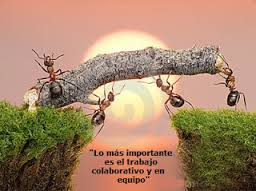 "Lo más importante
es el trabajo
colaborativo y en
equipo"